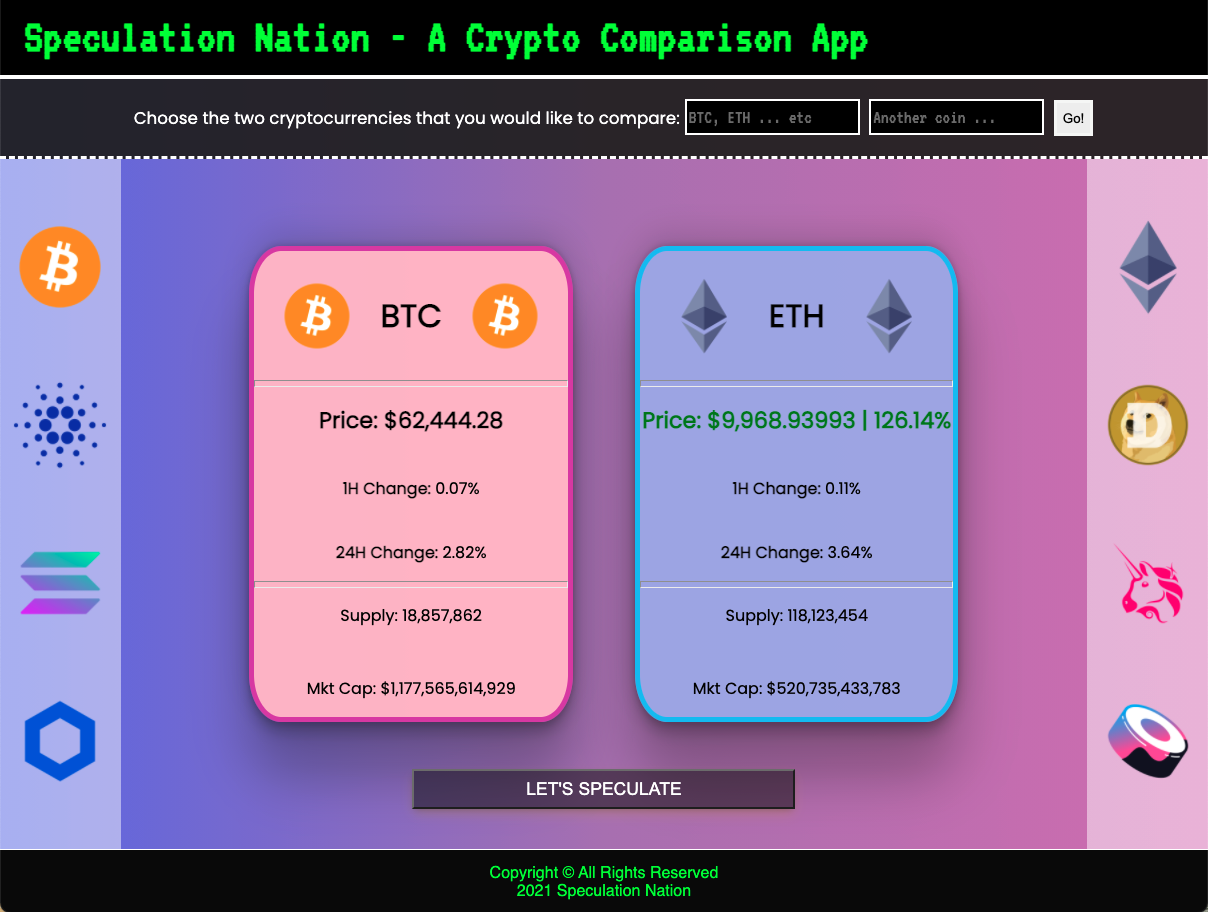 Speculation Nation - A Crypto Comparison App
Choose the two cryptocurrencies that you would like to compare: BTC, ETH ... etc Another coin ... Go!
BTC
Price: $62,444.28
1H Change: 0.07%
24H Change: 2.82%
Supply: 18,857,862
Mkt Cap: $1,177,565,614,929
ETH
Price: $9,968.93993 | 126.14%
1H Change: 0.11%
24H Change: 3.64%
Supply: 118,123,454
Mkt Cap: $520,735,433,783
LET'S SPECULATE
Copyright © All Rights Reserved
2021 Speculation Nation